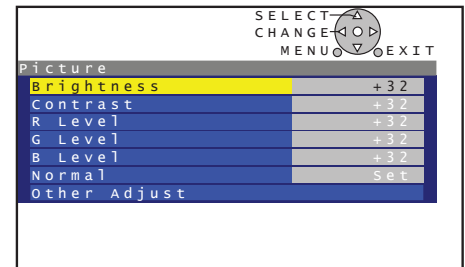 SELECT
CHANGE
MENU EXIT
Picture
Brightness +32
Contrast +32
R Level +32
G Level +32
B Level +32
Normal Set
Other Adjust